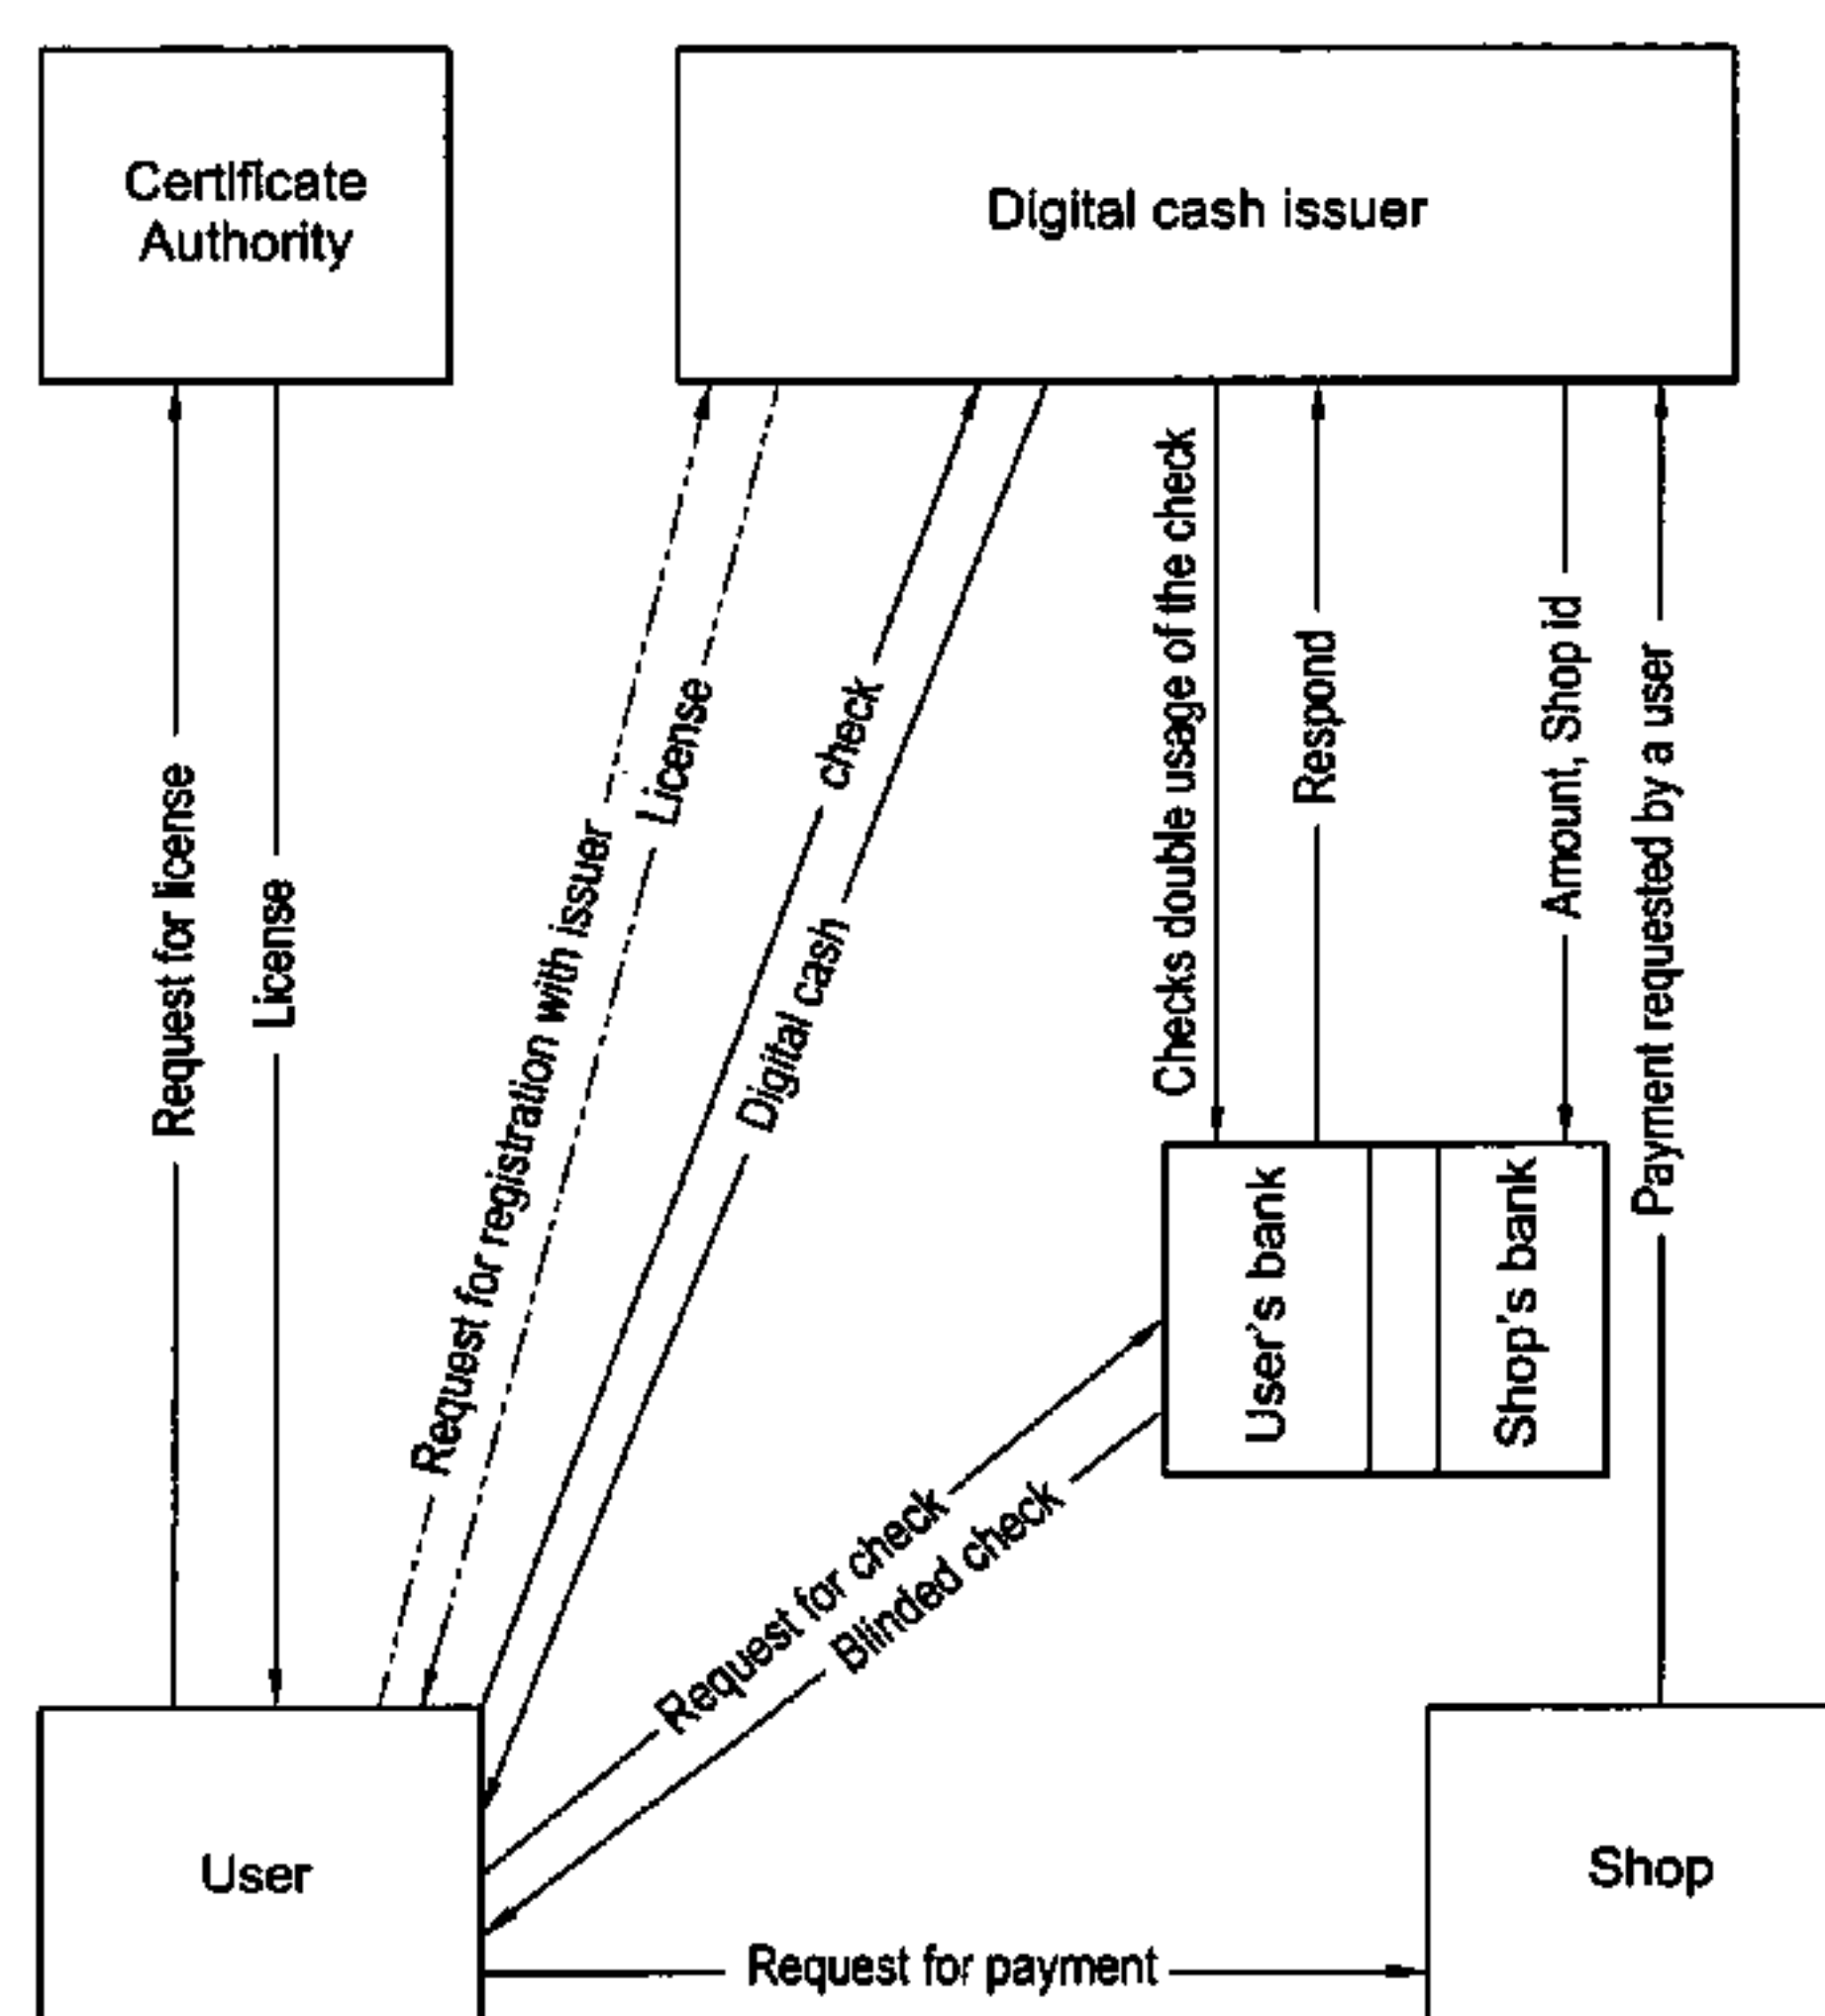 Certificate
Authority
Digital cash issuer
Request for license
License
Request for registration with issuer
License
check
Digital cash
Checks double usage of the check
Respond
Amount, Shop id
Payment requested by a user
User's bank
Shop's bank
Request for check
Blinded check
User
Shop
Request for payment